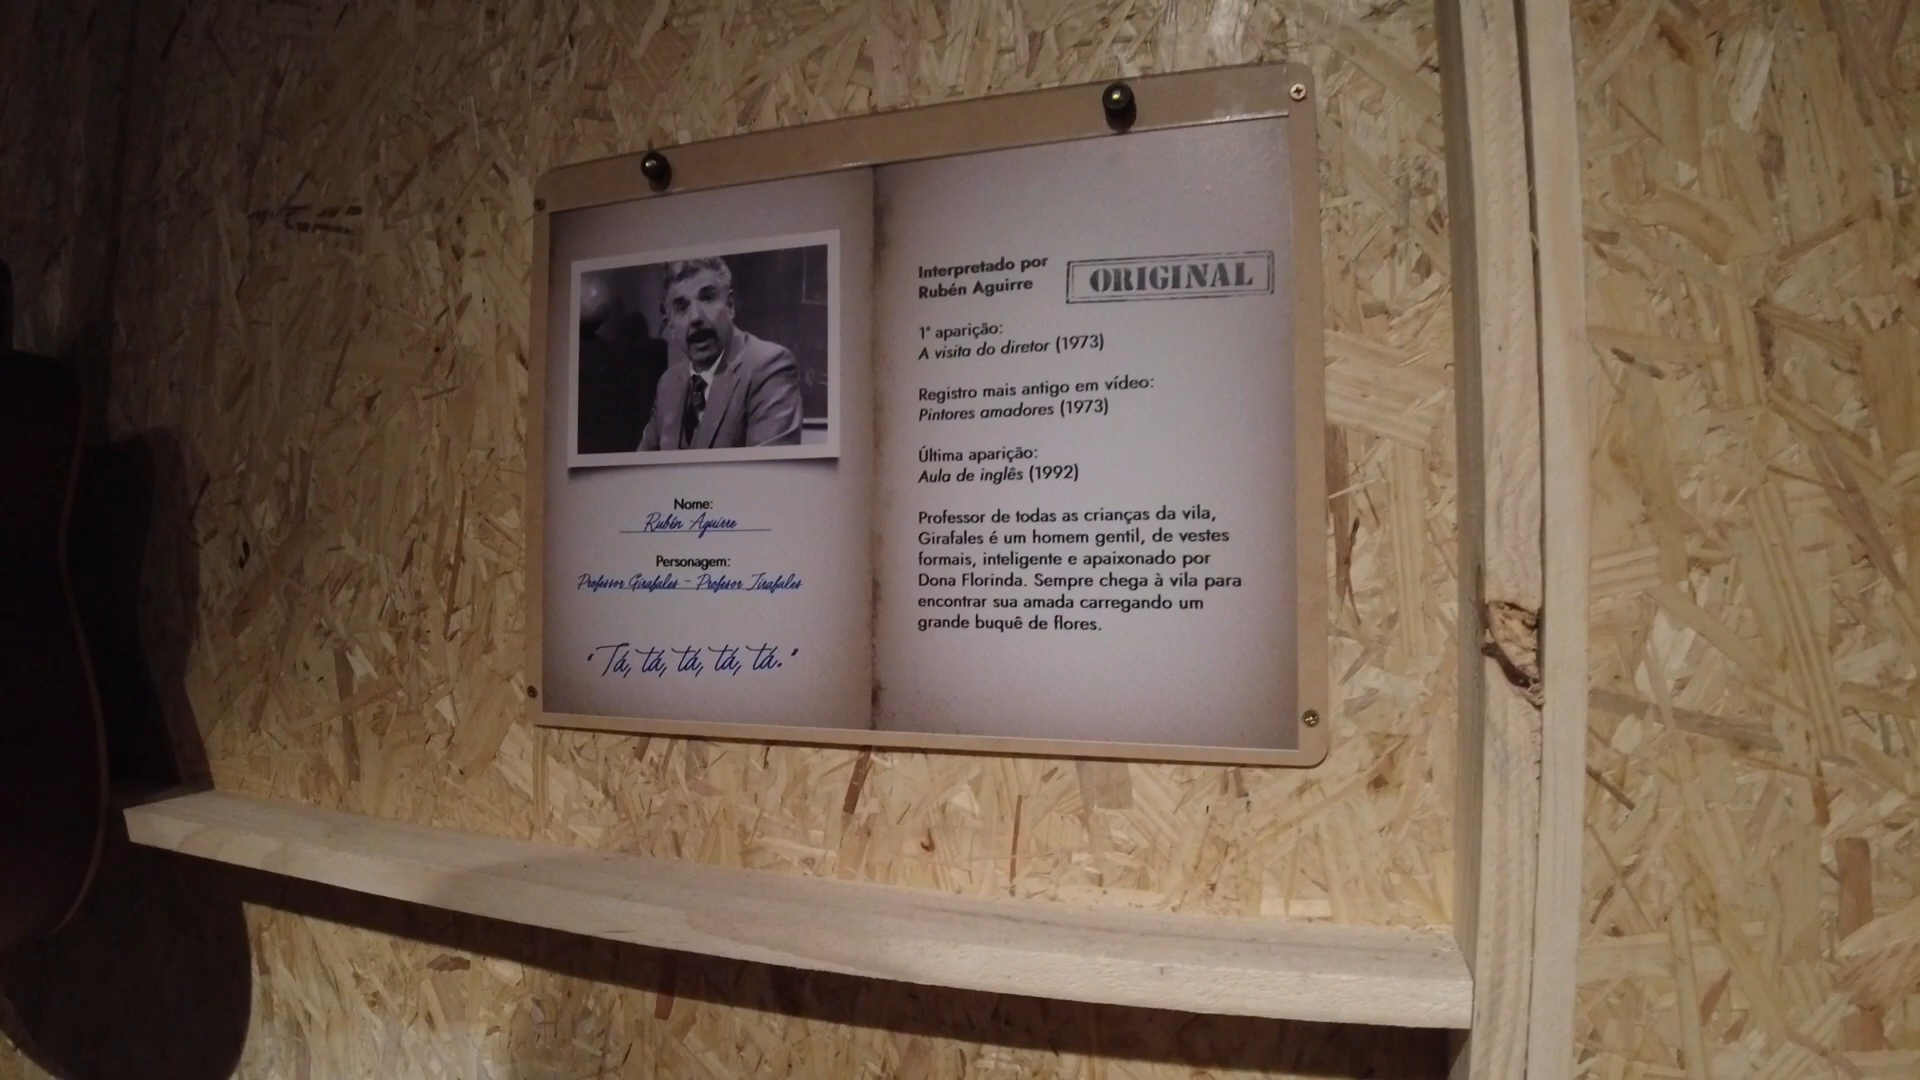 Nome:
Rubén Aguirre
Personagem:
Professor Girafales - Profesor Jirafales
"Tá, tá, tá, tá, tá."
Interpretado por
Rubén Aguirre
ORIGINAL
1ª aparição:
A visita do diretor (1973)
Registro mais antigo em vídeo:
Pintores amadores (1973)
Última aparição:
Aula de inglês (1992)
Professor de todas as crianças da vila,
Girafales é um homem gentil, de vestes
formais, inteligente e apaixonado por
Dona Florinda. Sempre chega à vila para
encontrar sua amada carregando um
grande buquê de flores.